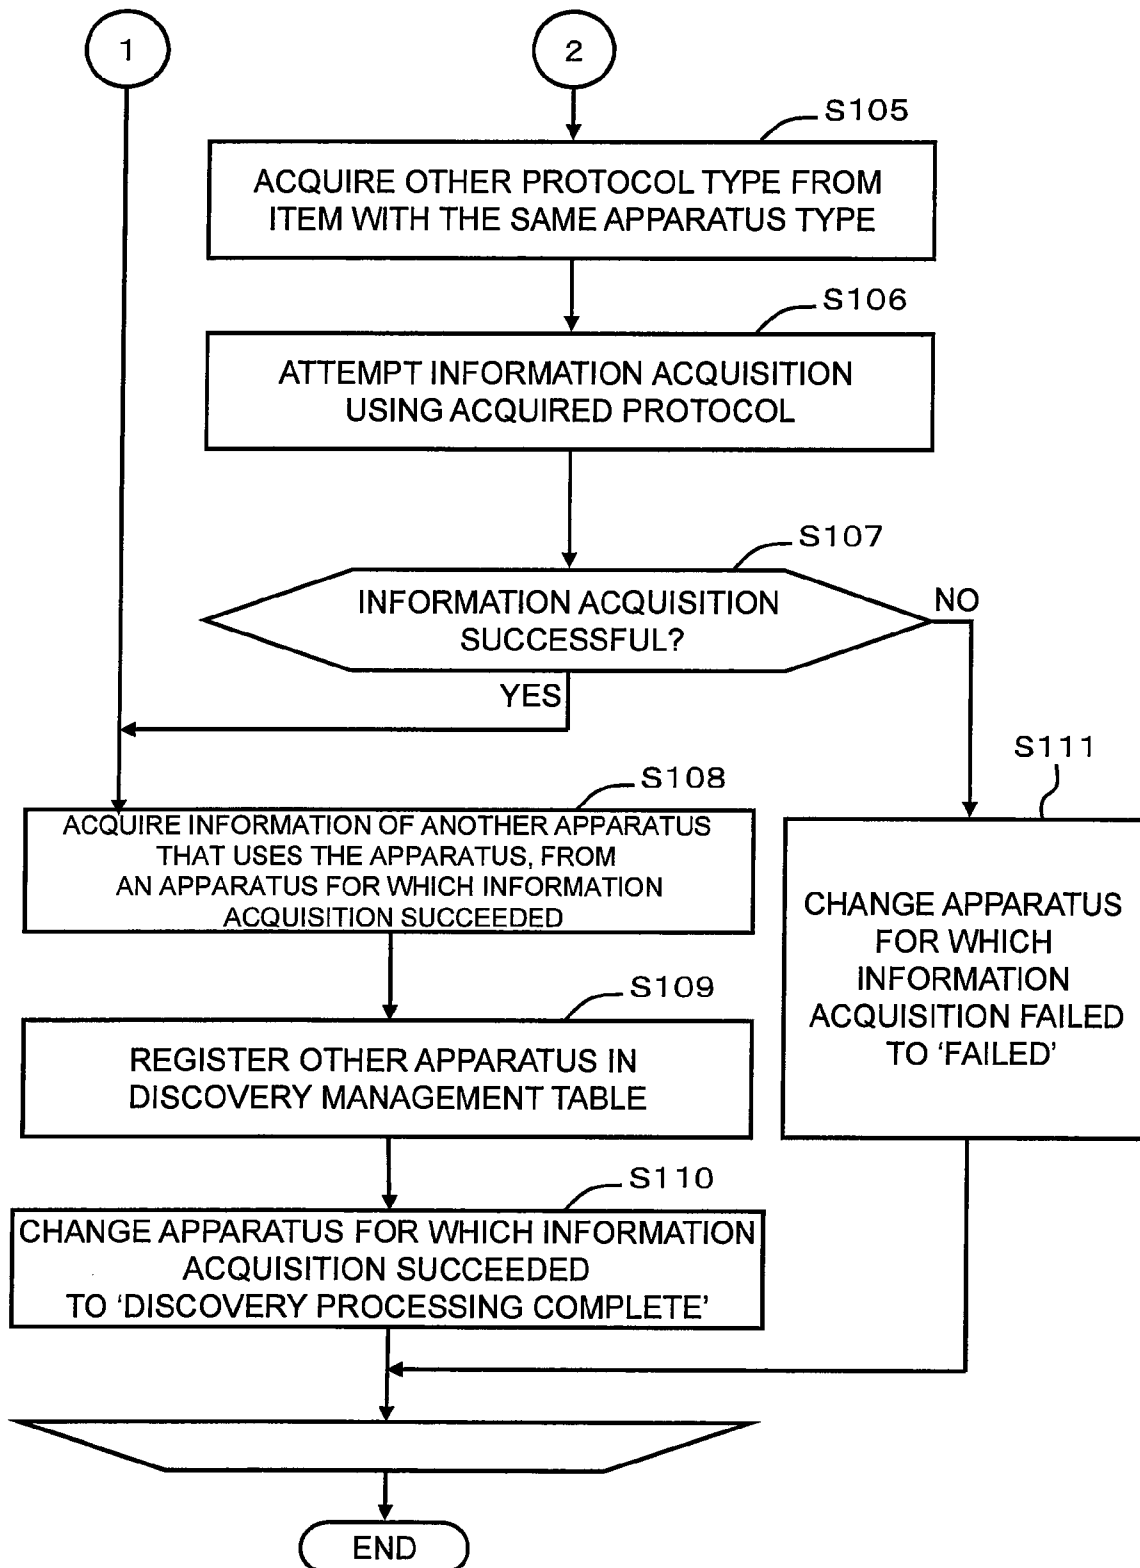 1
2
S105
ACQUIRE OTHER PROTOCOL TYPE FROM
ITEM WITH THE SAME APPARATUS TYPE
S106
ATTEMPT INFORMATION ACQUISITION
USING ACQUIRED PROTOCOL
S107
INFORMATION ACQUISITION
SUCCESSFUL?
NO
YES
S111
S108
ACQUIRE INFORMATION OF ANOTHER APPARATUS
THAT USES THE APPARATUS, FROM
AN APPARATUS FOR WHICH INFORMATION
ACQUISITION SUCCEEDED
CHANGE APPARATUS
FOR WHICH
INFORMATION
ACQUISITION FAILED
TO ‘FAILED’
S109
REGISTER OTHER APPARATUS IN
DISCOVERY MANAGEMENT TABLE
S110
CHANGE APPARATUS FOR WHICH INFORMATION
ACQUISITION SUCCEEDED
TO ‘DISCOVERY PROCESSING COMPLETE’
END